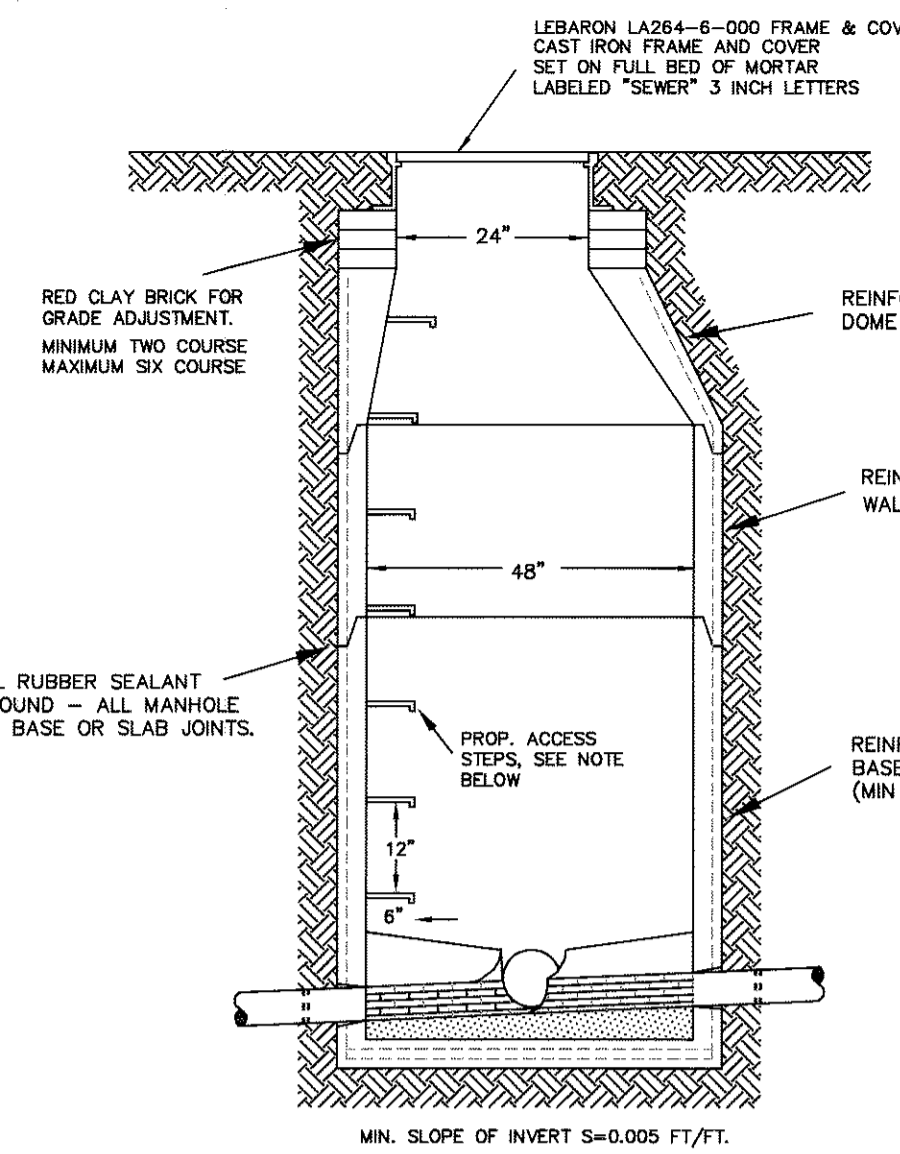 LEBARON LA264-6-000 FRAME & COV
CAST IRON FRAME AND COVER
SET ON FULL BED OF MORTAR
LABELED "SEWER" 3 INCH LETTERS
24"
RED CLAY BRICK FOR
GRADE ADJUSTMENT.
MINIMUM TWO COURSE
MAXIMUM SIX COURSE
REINF
DOME
REIN
WAL
48"
L RUBBER SEALANT
OUND - ALL MANHOLE
BASE OR SLAB JOINTS.
PROP. ACCESS
STEPS, SEE NOTE
BELOW
REINF
BASE
(MIN
12"
6"
MIN. SLOPE OF INVERT S=0.005 FT/FT.